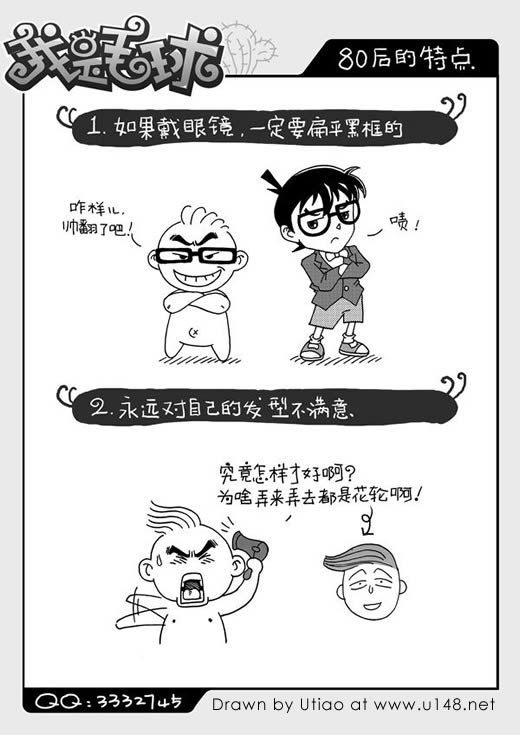 我是毛球
80后的特点.
1. 如果戴眼镜,一定要扁平黑框的
咋样儿,
帅翻了吧!
啧!
2. 永远对自己的发型不满意.
究竟怎样才好啊?
为啥弄来弄去都是花轮啊!
QQ:3332745
Drawn by Utiao at www.u148.net